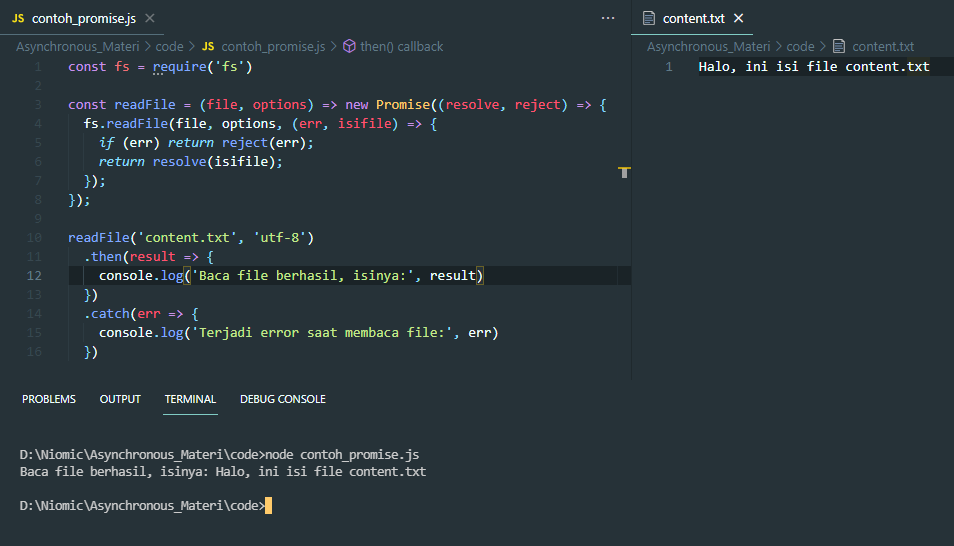 JS contoh_promise.js ×
Asynchronous_Materi > code > JS contoh_promise.js > then() callback
1 const fs = require('fs')
2
3 const readFile = (file, options) => new Promise((resolve, reject) => {
4 fs.readFile(file, options, (err, isifile) => {
5 if (err) return reject(err);
6 return resolve(isifile);
7 });
8 });
9
10 readFile('content.txt', 'utf-8')
11 .then(result => {
12 console.log('Baca file berhasil, isinya:', result)
13 })
14 .catch(err => {
15 console.log('Terjadi error saat membaca file:', err)
16 })
content.txt ×
Asynchronous_Materi > code > content.txt
1 Halo, ini isi file content.txt
PROBLEMS OUTPUT TERMINAL DEBUG CONSOLE
D:\Niomic\Asynchronous_Materi\code>node contoh_promise.js
Baca file berhasil, isinya: Halo, ini isi file content.txt
D:\Niomic\Asynchronous_Materi\code>